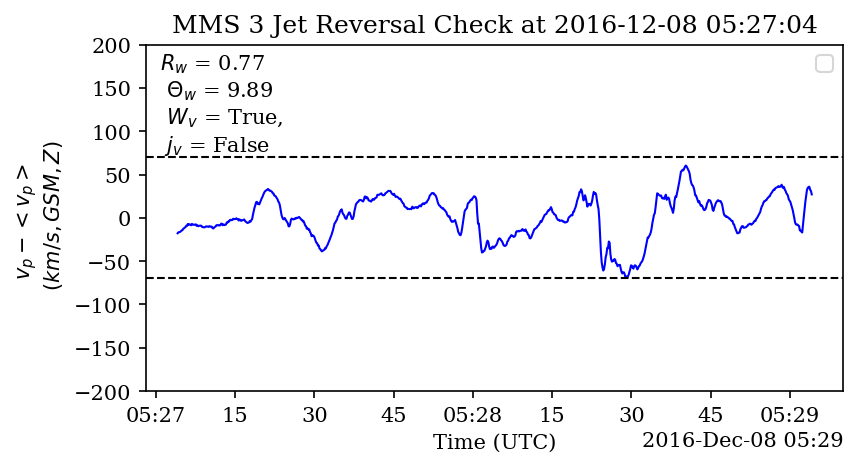 MMS 3 Jet Reversal Check at 2016-12-08 05:27:04
R_w = 0.77
Θ_w = 9.89
W_v = True,
j_v = False
v_p − < v_p >
(km/s, GSM, Z)
200
150
100
50
0
−50
−100
−150
−200
05:27 15 30 45 05:28 15 30 45 05:29
Time (UTC)
2016-Dec-08 05:29